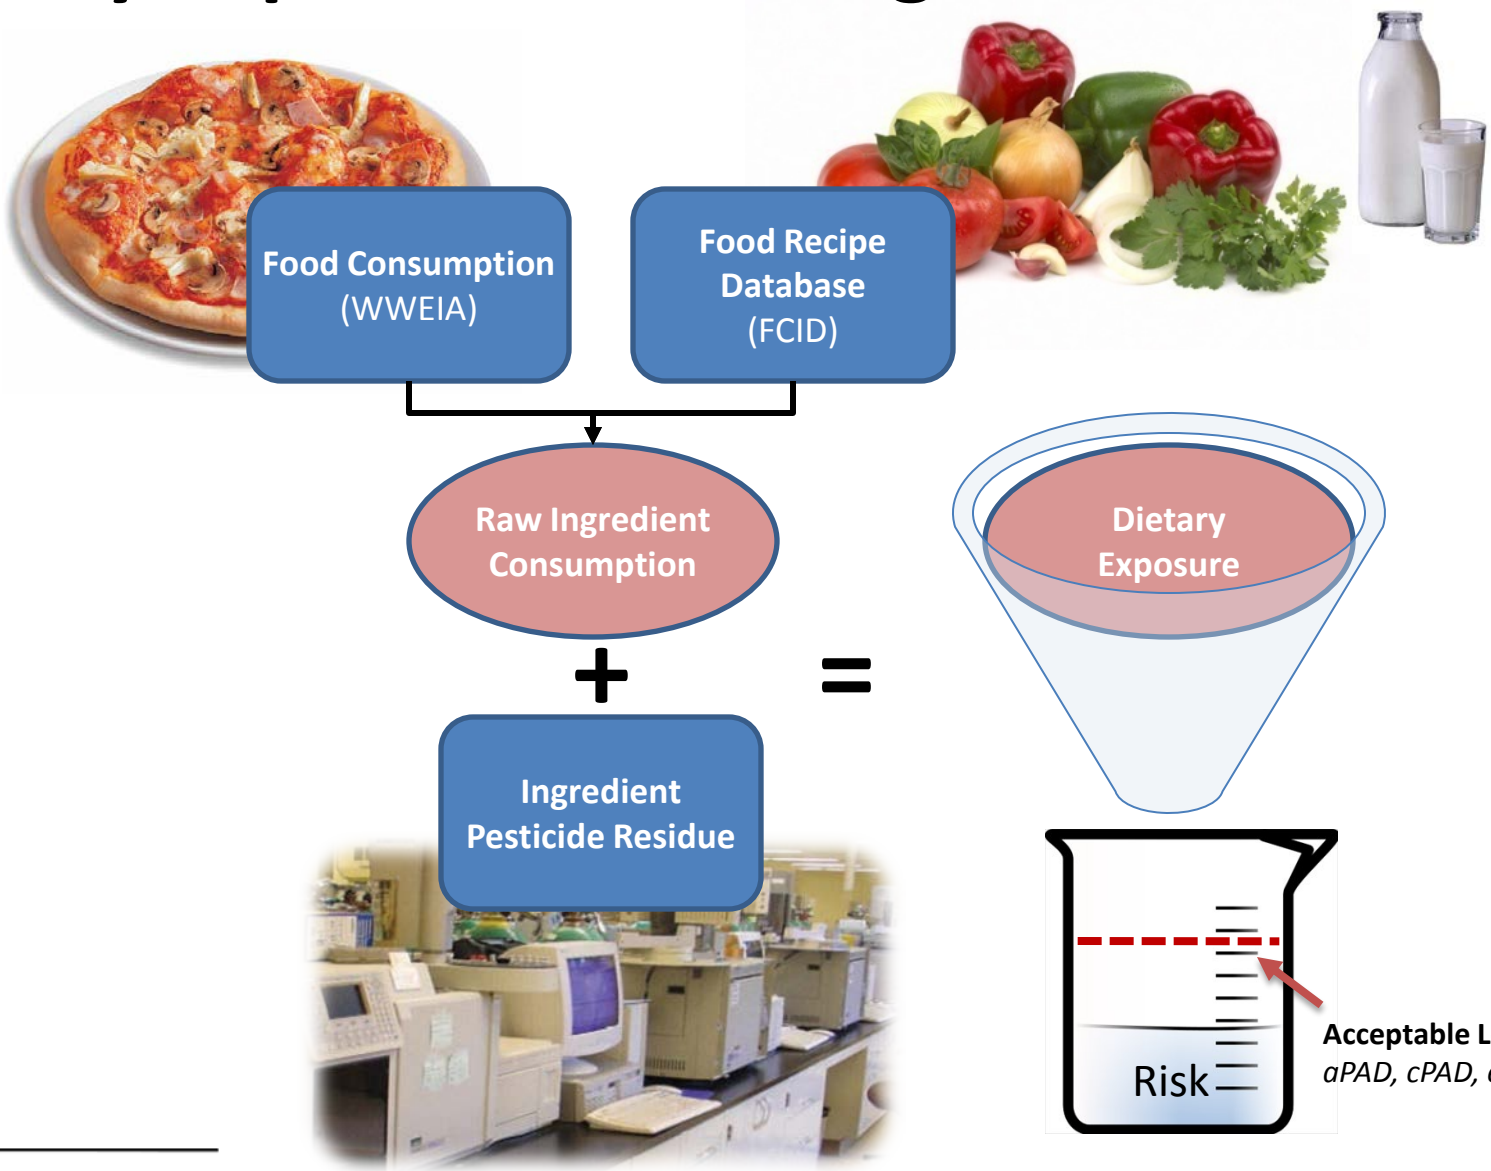 Food Consumption
(WWEIA)
Food Recipe
Database
(FCID)
Raw Ingredient
Consumption
Dietary
Exposure
+
=
Ingredient
Pesticide Residue
Risk
Acceptable L
aPAD, cPAD,